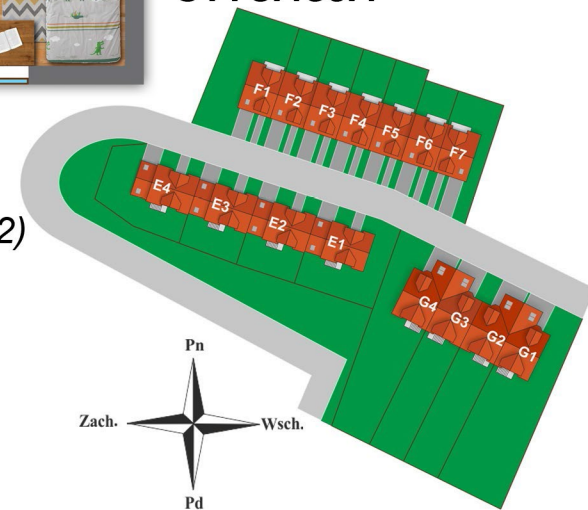 F1 F2 F3 F4 F5 F6 F7
E4 E3 E2 E1
2)
G4 G3 G2 G1
Pn
Zach. Wsch.
Pd